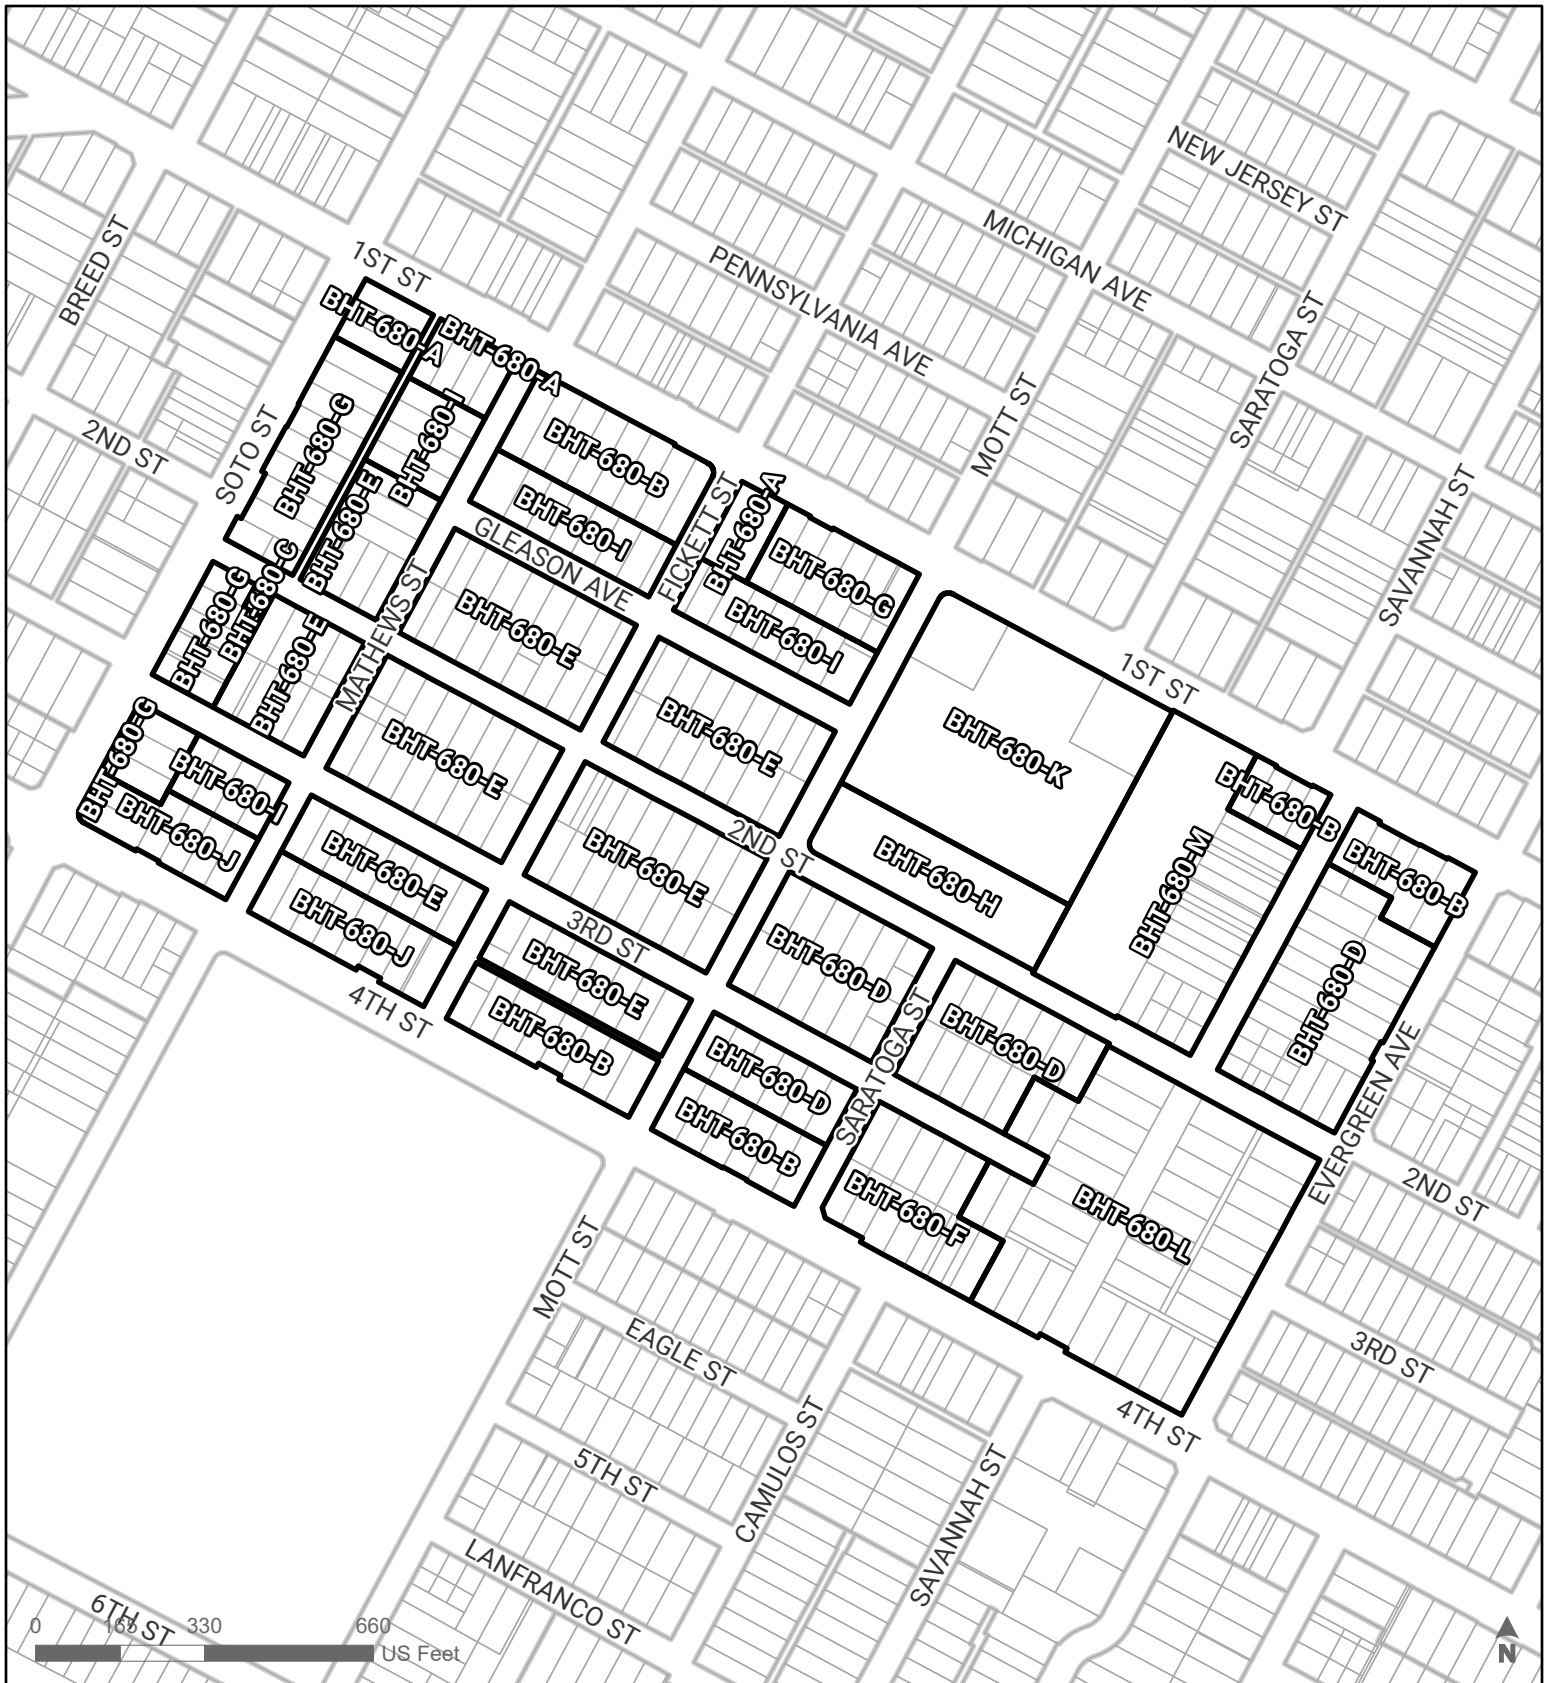 NEW JERSEY ST
MICHIGAN AVE
PENNSYLVANIA AVE
BREED ST
1ST ST
SARATOGA ST
MOTT ST
2ND ST
SOTO ST
SAVANNAH ST
BHT-680-A
BHT-680-A
BHT-680-G
BHT-680-I
BHT-680-B
BHT-680-E
BHT-680-I
FICKETT ST
BHT-680-A
BHT-680-G
BHT-680-I
GLEASON AVE
BHT-680-C
BHT-680-G
BHT-680-E
MATHEWS ST
BHT-680-E
BHT-680-E
1ST ST
BHT-680-K
BHT-680-G
BHT-680-I
BHT-680-J
BHT-680-E
BHT-680-B
BHT-680-M
BHT-680-B
BHT-680-H
2ND ST
BHT-680-E
BHT-680-E
BHT-680-J
3RD ST
BHT-680-E
BHT-680-D
BHT-680-D
BHT-680-B
4TH ST
SARATOGA ST
BHT-680-D
BHT-680-D
BHT-680-B
EVERGREEN AVE
BHT-680-F
BHT-680-L
2ND ST
MOTT ST
EAGLE ST
3RD ST
4TH ST
CAMULOS ST
SAVANNAH ST
5TH ST
LANFRANCO ST
6TH ST
0 165 330 660
US Feet
N